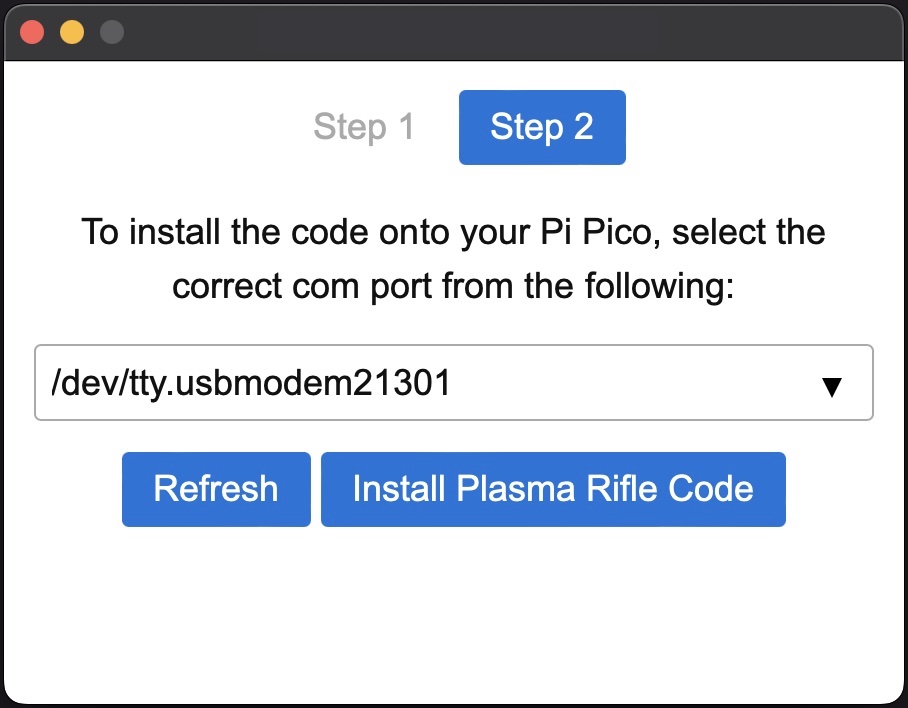 Step 1
Step 2
To install the code onto your Pi Pico, select the
correct com port from the following:
/dev/tty.usbmodem21301
Refresh
Install Plasma Rifle Code